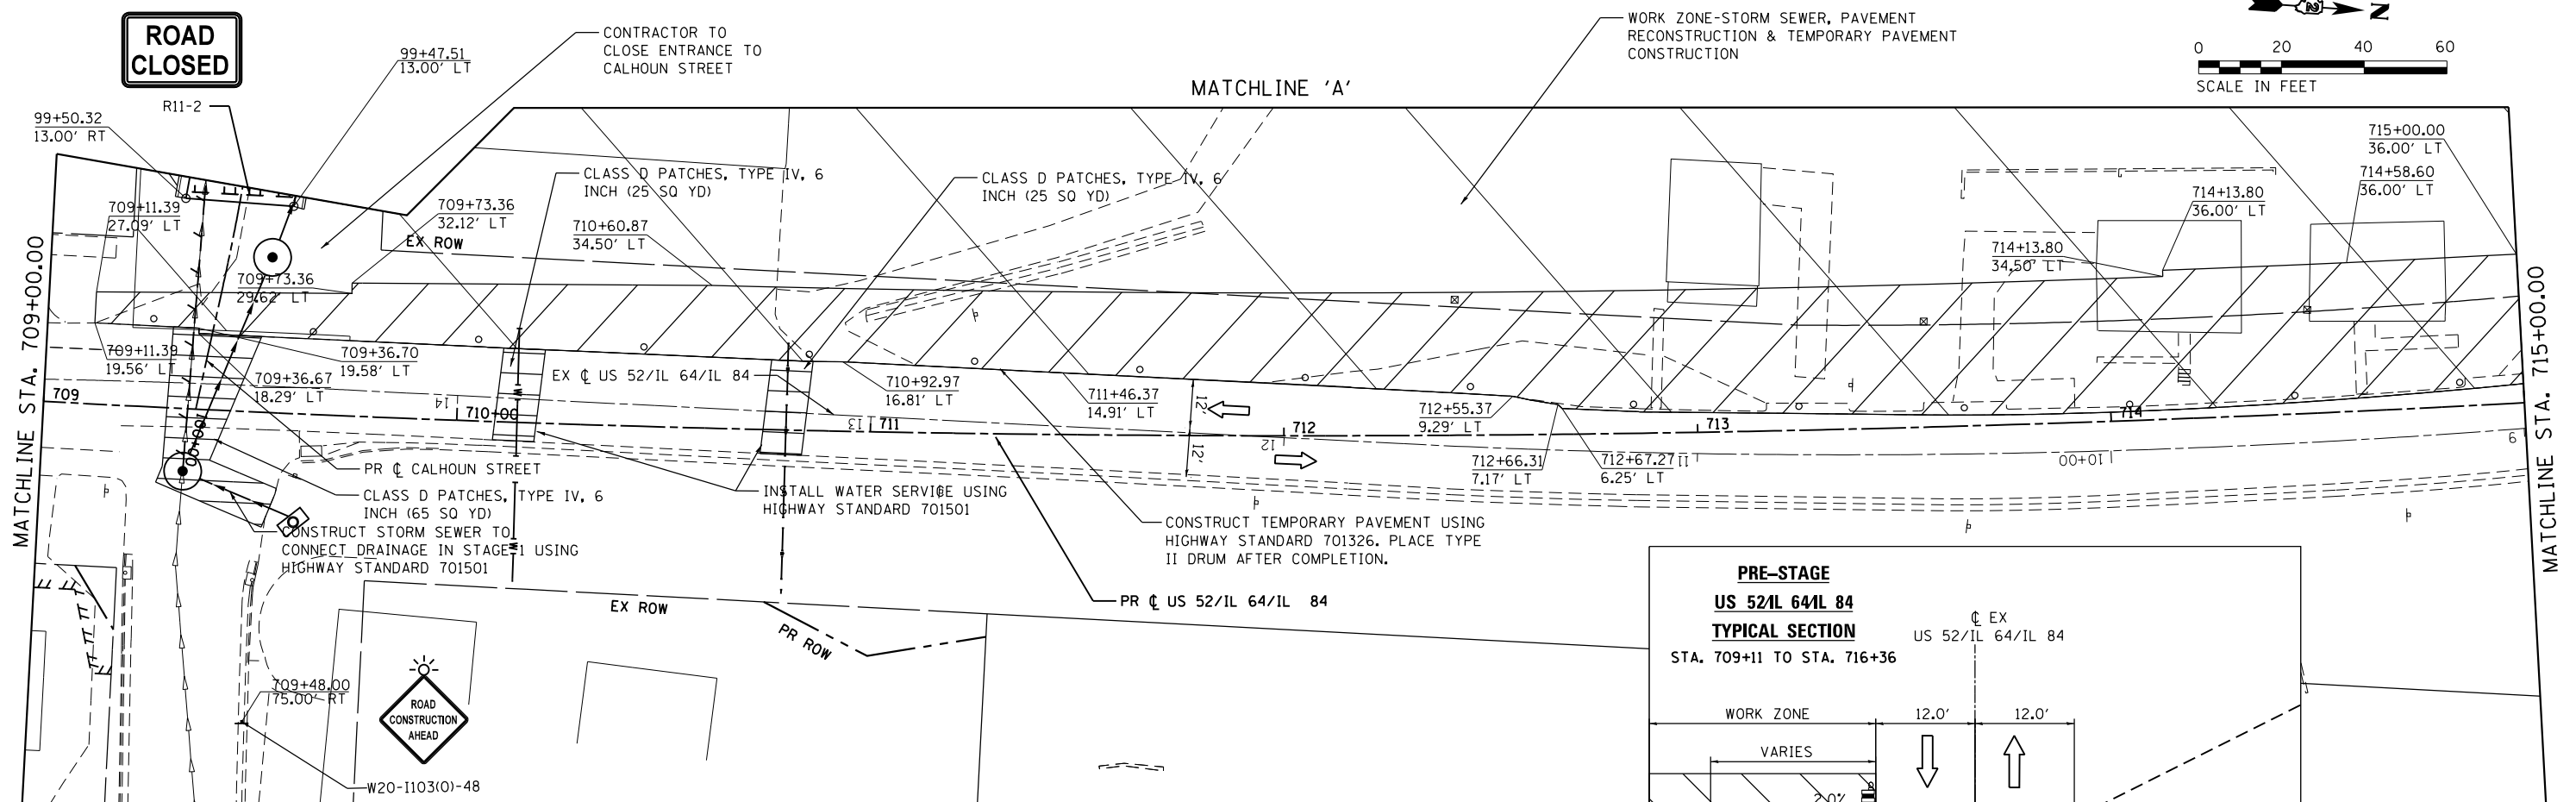 ROAD
CLOSED
R11-2
99+50.32
13.00' RT
99+47.51
13.00' LT
CONTRACTOR TO
CLOSE ENTRANCE TO
CALHOUN STREET
MATCHLINE 'A'
WORK ZONE-STORM SEWER, PAVEMENT
RECONSTRUCTION & TEMPORARY PAVEMENT
CONSTRUCTION
N
0 20 40 60
SCALE IN FEET
715+00.00
36.00' LT
714+58.60
36.00' LT
714+13.80
36.00' LT
714+13.80
34.50' LT
709+11.39
27.09' LT
709+73.36
32.12' LT
EX ROW
CLASS D PATCHES, TYPE IV, 6
INCH (25 SQ YD)
710+60.87
34.50' LT
CLASS D PATCHES, TYPE IV, 6
INCH (25 SQ YD)
709+73.36
29.62' LT
MATCHLINE STA. 709+00.00
MATCHLINE STA. 715+00.00
709+11.39
19.56' LT
709+36.70
19.58' LT
709+36.67
18.29' LT
EX ℄ US 52/IL 64/IL 84
710+92.97
16.81' LT
711+46.37
14.91' LT
12'
12'
712+55.37
9.29' LT
712+66.31
7.17' LT
712+67.27
6.25' LT
709
710+00
711
712
713
714
14
13
12
11
10+00
9
100+00
PR ℄ CALHOUN STREET
CLASS D PATCHES, TYPE IV, 6
INCH (65 SQ YD)
CONSTRUCT STORM SEWER TO
CONNECT DRAINAGE IN STAGE 1 USING
HIGHWAY STANDARD 701501
W
W
INSTALL WATER SERVICE USING
HIGHWAY STANDARD 701501
CONSTRUCT TEMPORARY PAVEMENT USING
HIGHWAY STANDARD 701326. PLACE TYPE
II DRUM AFTER COMPLETION.
PR ℄ US 52/IL 64/IL 84
EX ROW
PR ROW
709+48.00
75.00' RT
ROAD
CONSTRUCTION
AHEAD
W20-I103(O)-48
PRE-STAGE
US 52/IL 64/IL 84
TYPICAL SECTION
STA. 709+11 TO STA. 716+36
℄ EX
US 52/IL 64/IL 84
WORK ZONE
12.0'
12.0'
VARIES
2.0%